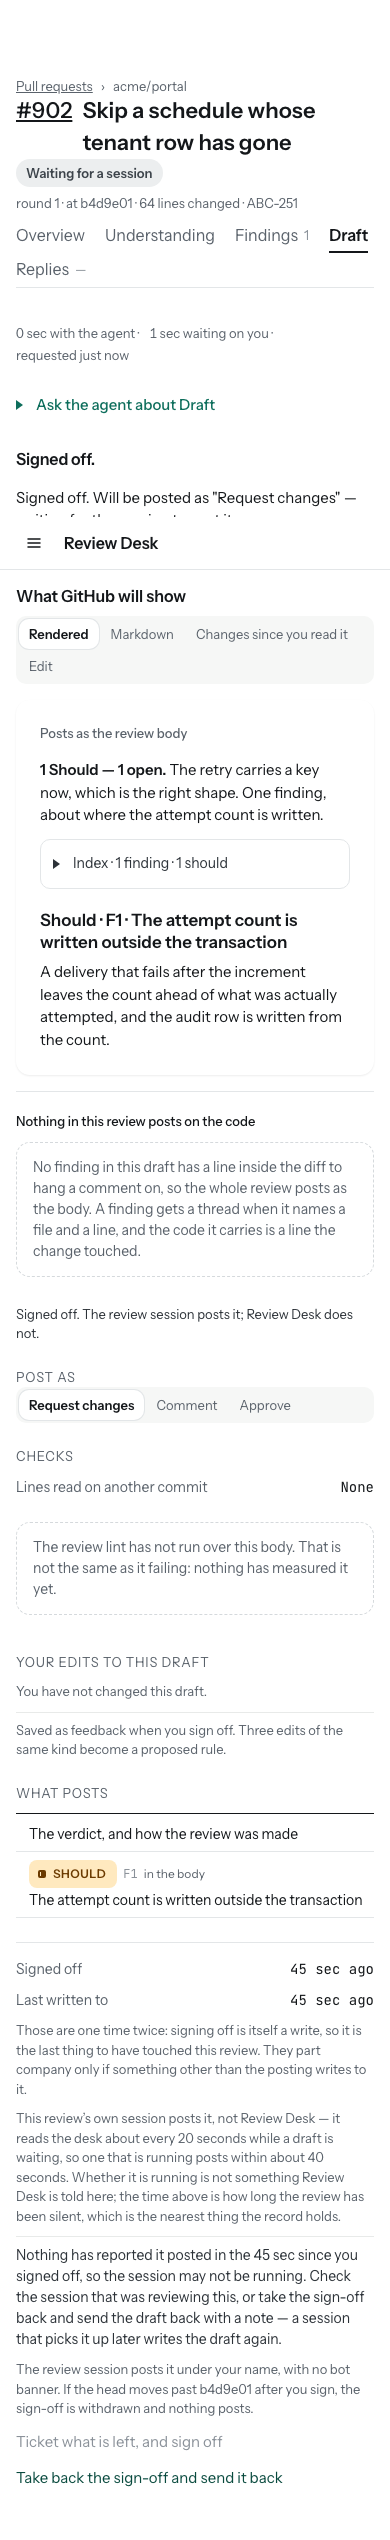 Pull requests › acme/portal
#902 Skip a schedule whose
tenant row has gone
Waiting for a session
round 1 · at b4d9e01 · 64 lines changed · ABC-251
Overview Understanding Findings 1 Draft
Replies —
0 sec with the agent · 1 sec waiting on you ·
requested just now
Ask the agent about Draft
Signed off.
Signed off. Will be posted as "Request changes" —
Review Desk
What GitHub will show
Rendered Markdown Changes since you read it
Edit
Posts as the review body
1 Should — 1 open. The retry carries a key
now, which is the right shape. One finding,
about where the attempt count is written.
Index · 1 finding · 1 should
Should · F1 · The attempt count is
written outside the transaction
A delivery that fails after the increment
leaves the count ahead of what was actually
attempted, and the audit row is written from
the count.
Nothing in this review posts on the code
No finding in this draft has a line inside the diff to
hang a comment on, so the whole review posts as
the body. A finding gets a thread when it names a
file and a line, and the code it carries is a line the
change touched.
Signed off. The review session posts it; Review Desk does
not.
POST AS
Request changes Comment Approve
CHECKS
Lines read on another commit None
The review lint has not run over this body. That is
not the same as it failing: nothing has measured it
yet.
YOUR EDITS TO THIS DRAFT
You have not changed this draft.
Saved as feedback when you sign off. Three edits of the
same kind become a proposed rule.
WHAT POSTS
The verdict, and how the review was made
SHOULD F1 in the body
The attempt count is written outside the transaction
Signed off 45 sec ago
Last written to 45 sec ago
Those are one time twice: signing off is itself a write, so it is
the last thing to have touched this review. They part
company only if something other than the posting writes to
it.
This review's own session posts it, not Review Desk — it
reads the desk about every 20 seconds while a draft is
waiting, so one that is running posts within about 40
seconds. Whether it is running is not something Review
Desk is told here; the time above is how long the review has
been silent, which is the nearest thing the record holds.
Nothing has reported it posted in the 45 sec since you
signed off, so the session may not be running. Check
the session that was reviewing this, or take the sign-off
back and send the draft back with a note — a session
that picks it up later writes the draft again.
The review session posts it under your name, with no bot
banner. If the head moves past b4d9e01 after you sign, the
sign-off is withdrawn and nothing posts.
Ticket what is left, and sign off
Take back the sign-off and send it back